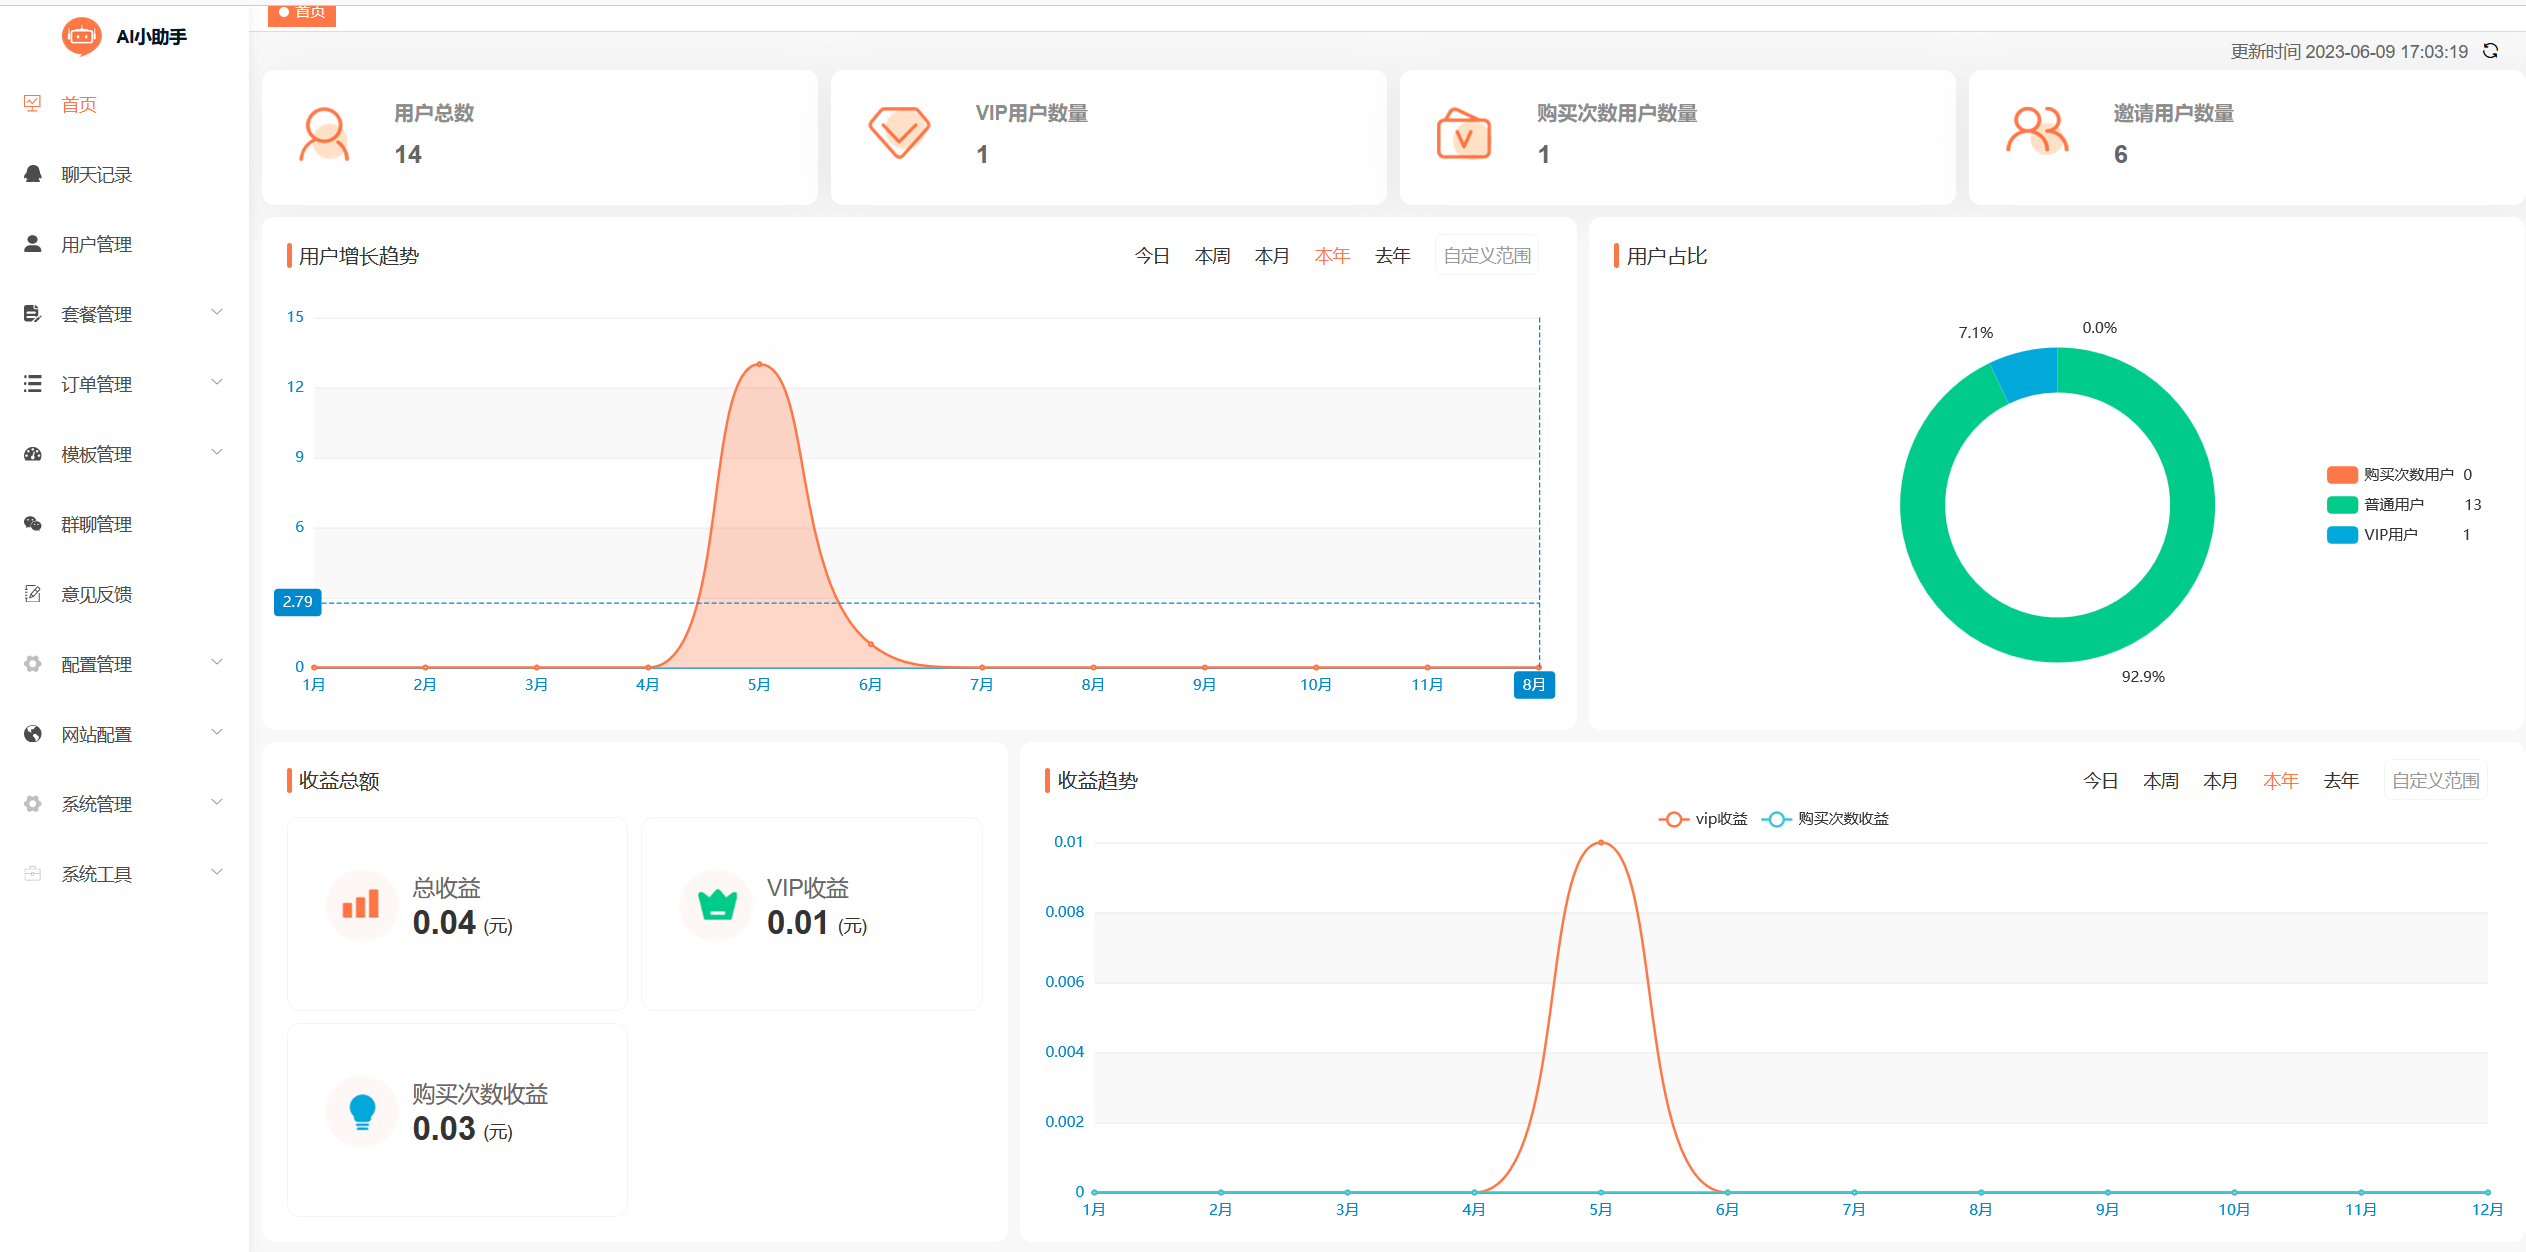 首页
AI小助手
更新时间 2023-06-09 17:03:19
首页
聊天记录
用户管理
套餐管理
订单管理
模板管理
群聊管理
意见反馈
配置管理
网站配置
系统管理
系统工具
用户总数
14
VIP用户数量
1
购买次数用户数量
1
邀请用户数量
6
用户增长趋势
今日 本周 本月 本年 去年 自定义范围
15
12
9
6
2.79
0
1月 2月 3月 4月 5月 6月 7月 8月 9月 10月 11月 8月
用户占比
7.1%
0.0%
92.9%
购买次数用户 0
普通用户 13
VIP用户 1
收益总额
总收益
0.04 (元)
VIP收益
0.01 (元)
购买次数收益
0.03 (元)
收益趋势
今日 本周 本月 本年 去年 自定义范围
vip收益 购买次数收益
0.01
0.008
0.006
0.004
0.002
0
1月 2月 3月 4月 5月 6月 7月 8月 9月 10月 11月 12月